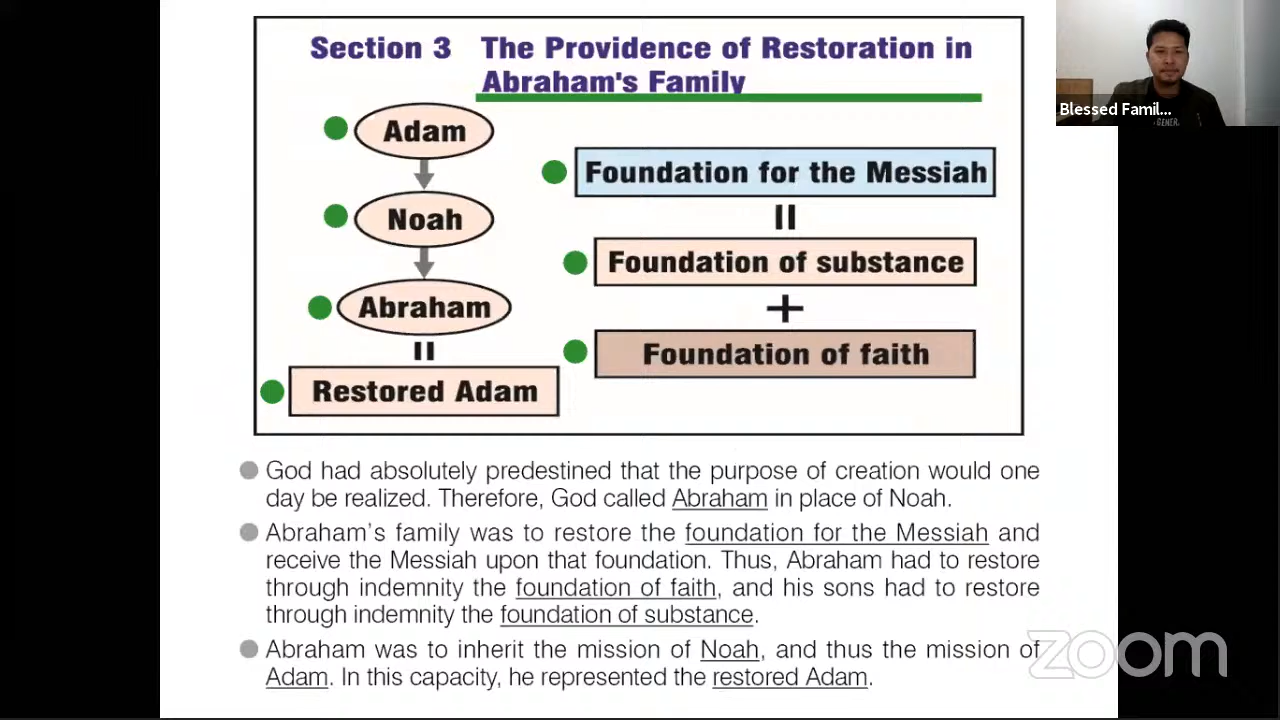 Section 3 The Providence of Restoration in
Abraham's Family
Adam
Noah
Abraham
=
Restored Adam
Foundation for the Messiah
=
Foundation of substance
+
Foundation of faith
God had absolutely predestined that the purpose of creation would one
day be realized. Therefore, God called Abraham in place of Noah.
Abraham's family was to restore the foundation for the Messiah and
receive the Messiah upon that foundation. Thus, Abraham had to restore
through indemnity the foundation of faith, and his sons had to restore
through indemnity the foundation of substance.
Abraham was to inherit the mission of Noah, and thus the mission of
Adam. In this capacity, he represented the restored Adam.
Blessed Famil...
GENER
zoom